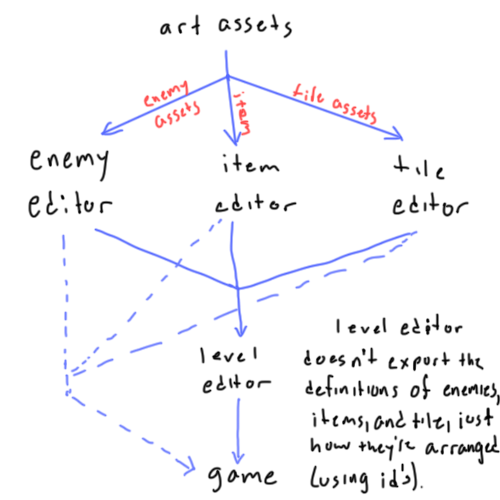 art assets
enemy
assets
item
tile assets
enemy
editor
item
editor
tile
editor
level
editor
game
level editor
doesn't export the
definitions of enemies,
items, and tile, just
how they're arranged
(using id's).